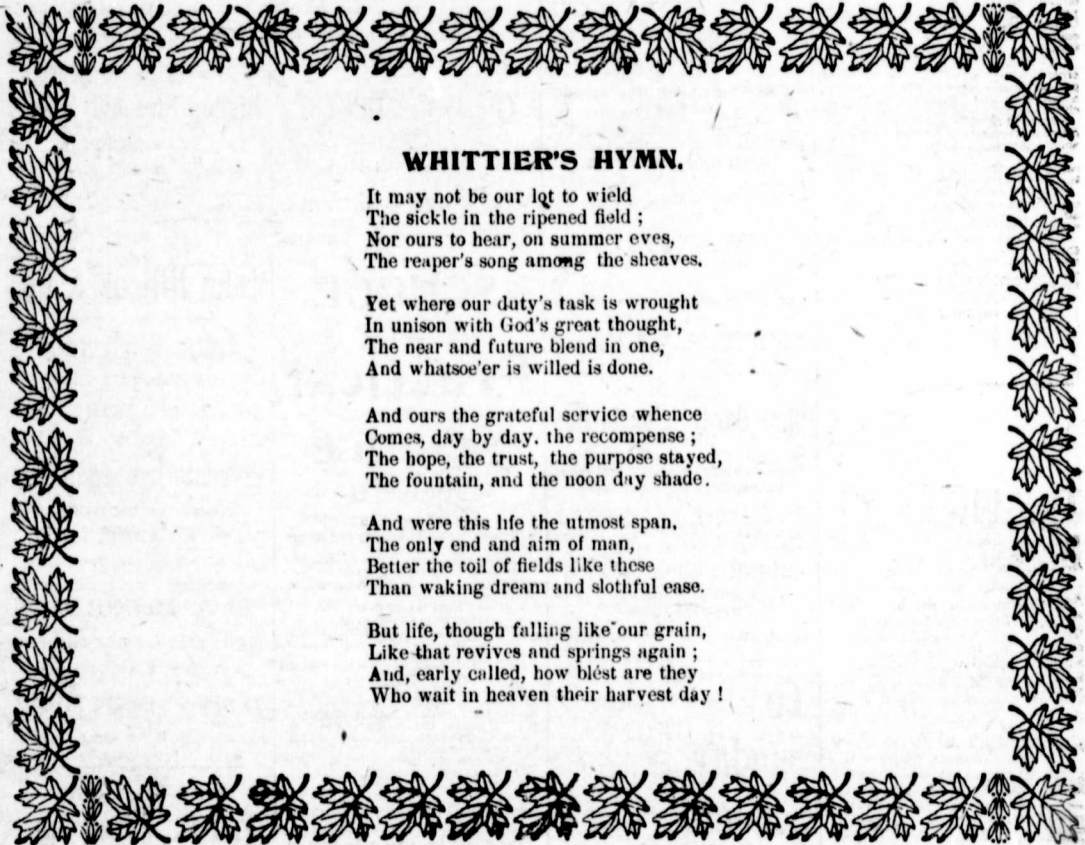 WHITTIER'S HYMN.
It may not be our lot to wield
The sickle in the ripened field ;
Nor ours to hear, on summer eves,
The reaper's song among the sheaves.
Yet where our duty's task is wrought
In unison with God's great thought,
The near and future blend in one,
And whatsoe'er is willed is done.
And ours the grateful service whence
Comes, day by day. the recompense ;
The hope, the trust, the purpose stayed,
The fountain, and the noon day shade.
And were this life the utmost span,
The only end and aim of man,
Better the toil of fields like these
Than waking dream and slothful ease.
But life, though falling like our grain,
Like that revives and springs again ;
And, early called, how blest are they
Who wait in heaven their harvest day !